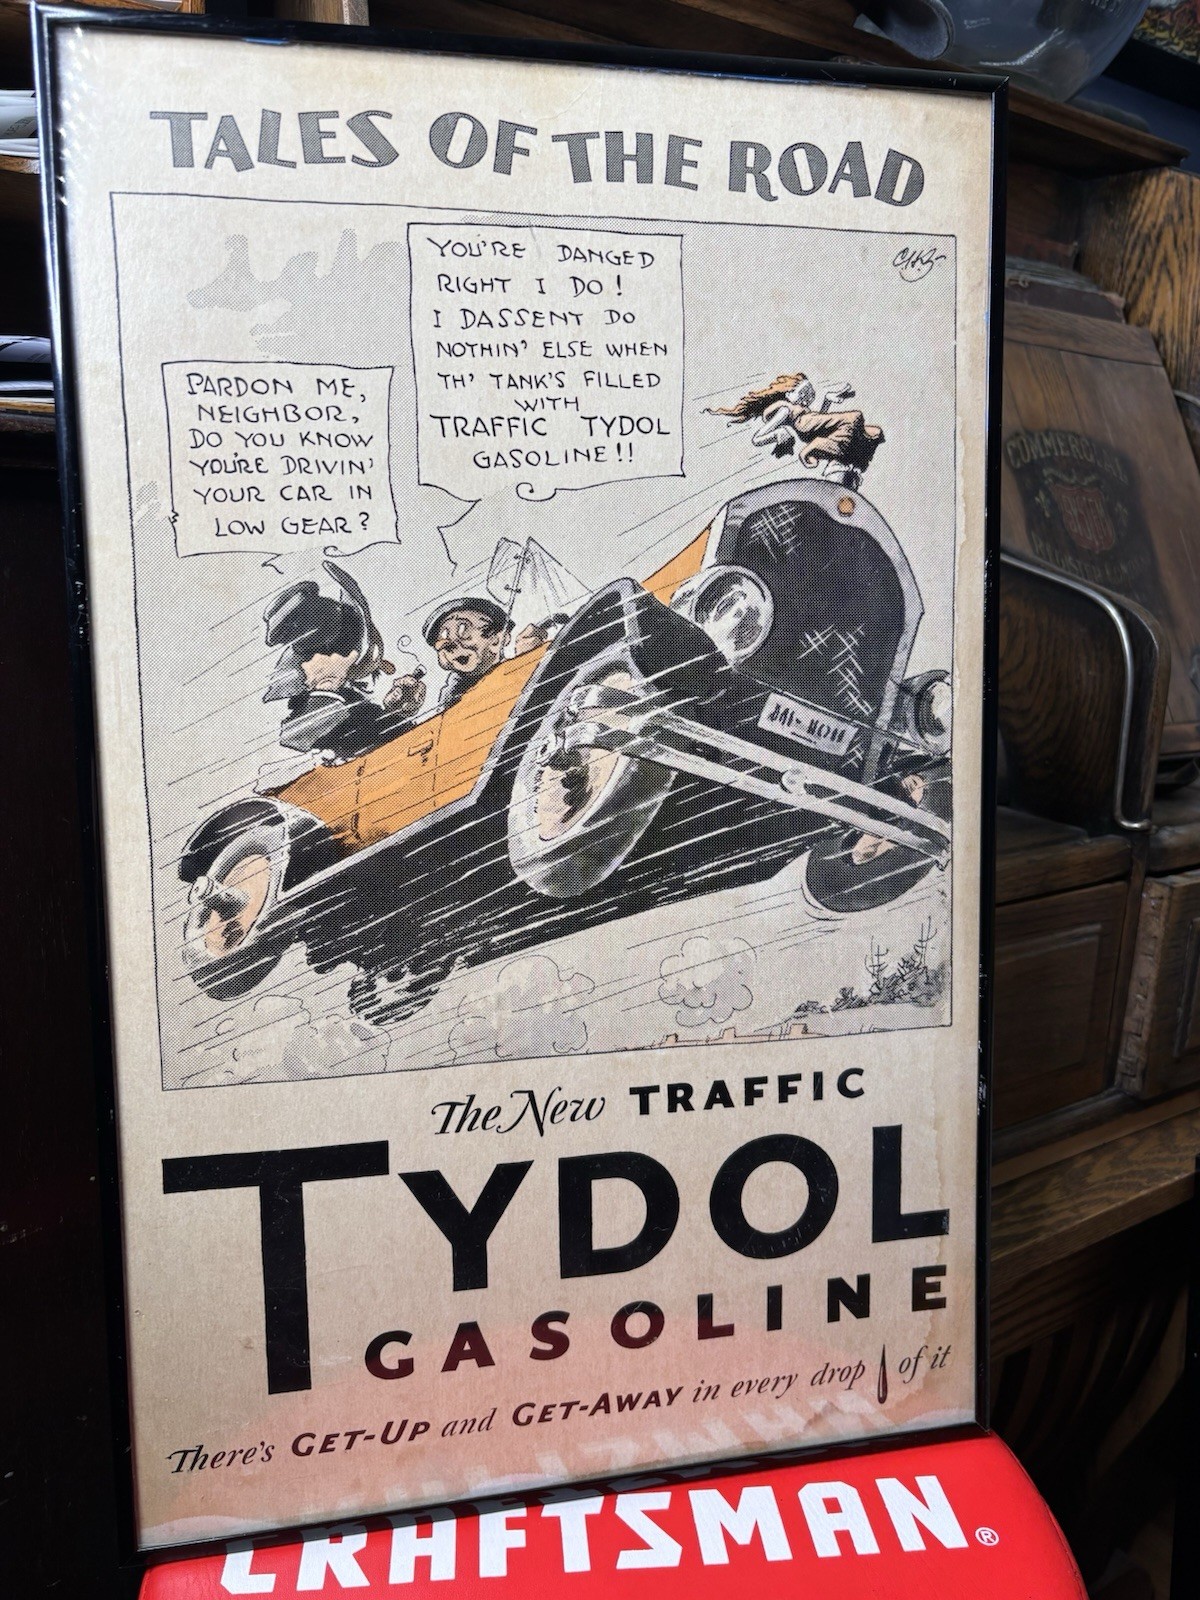 TALES OF THE ROAD
PARDON ME,
NEIGHBOR,
DO YOU KNOW
YOU'RE DRIVIN'
YOUR CAR IN
LOW GEAR?
YOU'RE DANGED
RIGHT I DO!
I DASSENT DO
NOTHIN' ELSE WHEN
TH' TANK'S FILLED
WITH
TRAFFIC TYDOL
GASOLINE!!
The New TRAFFIC
TYDOL
GASOLINE
There's GET-UP and GET-AWAY in every drop of it
CRAFTSMAN®